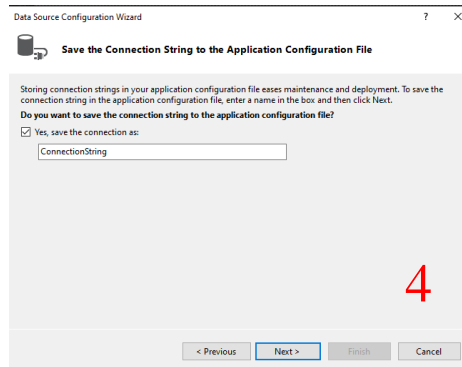 Data Source Configuration Wizard ? ×
Save the Connection String to the Application Configuration File
Storing connection strings in your application configuration file eases maintenance and deployment. To save the
connection string in the application configuration file, enter a name in the box and then click Next.
Do you want to save the connection string to the application configuration file?
Yes, save the connection as:
ConnectionString
4
< Previous Next > Finish Cancel